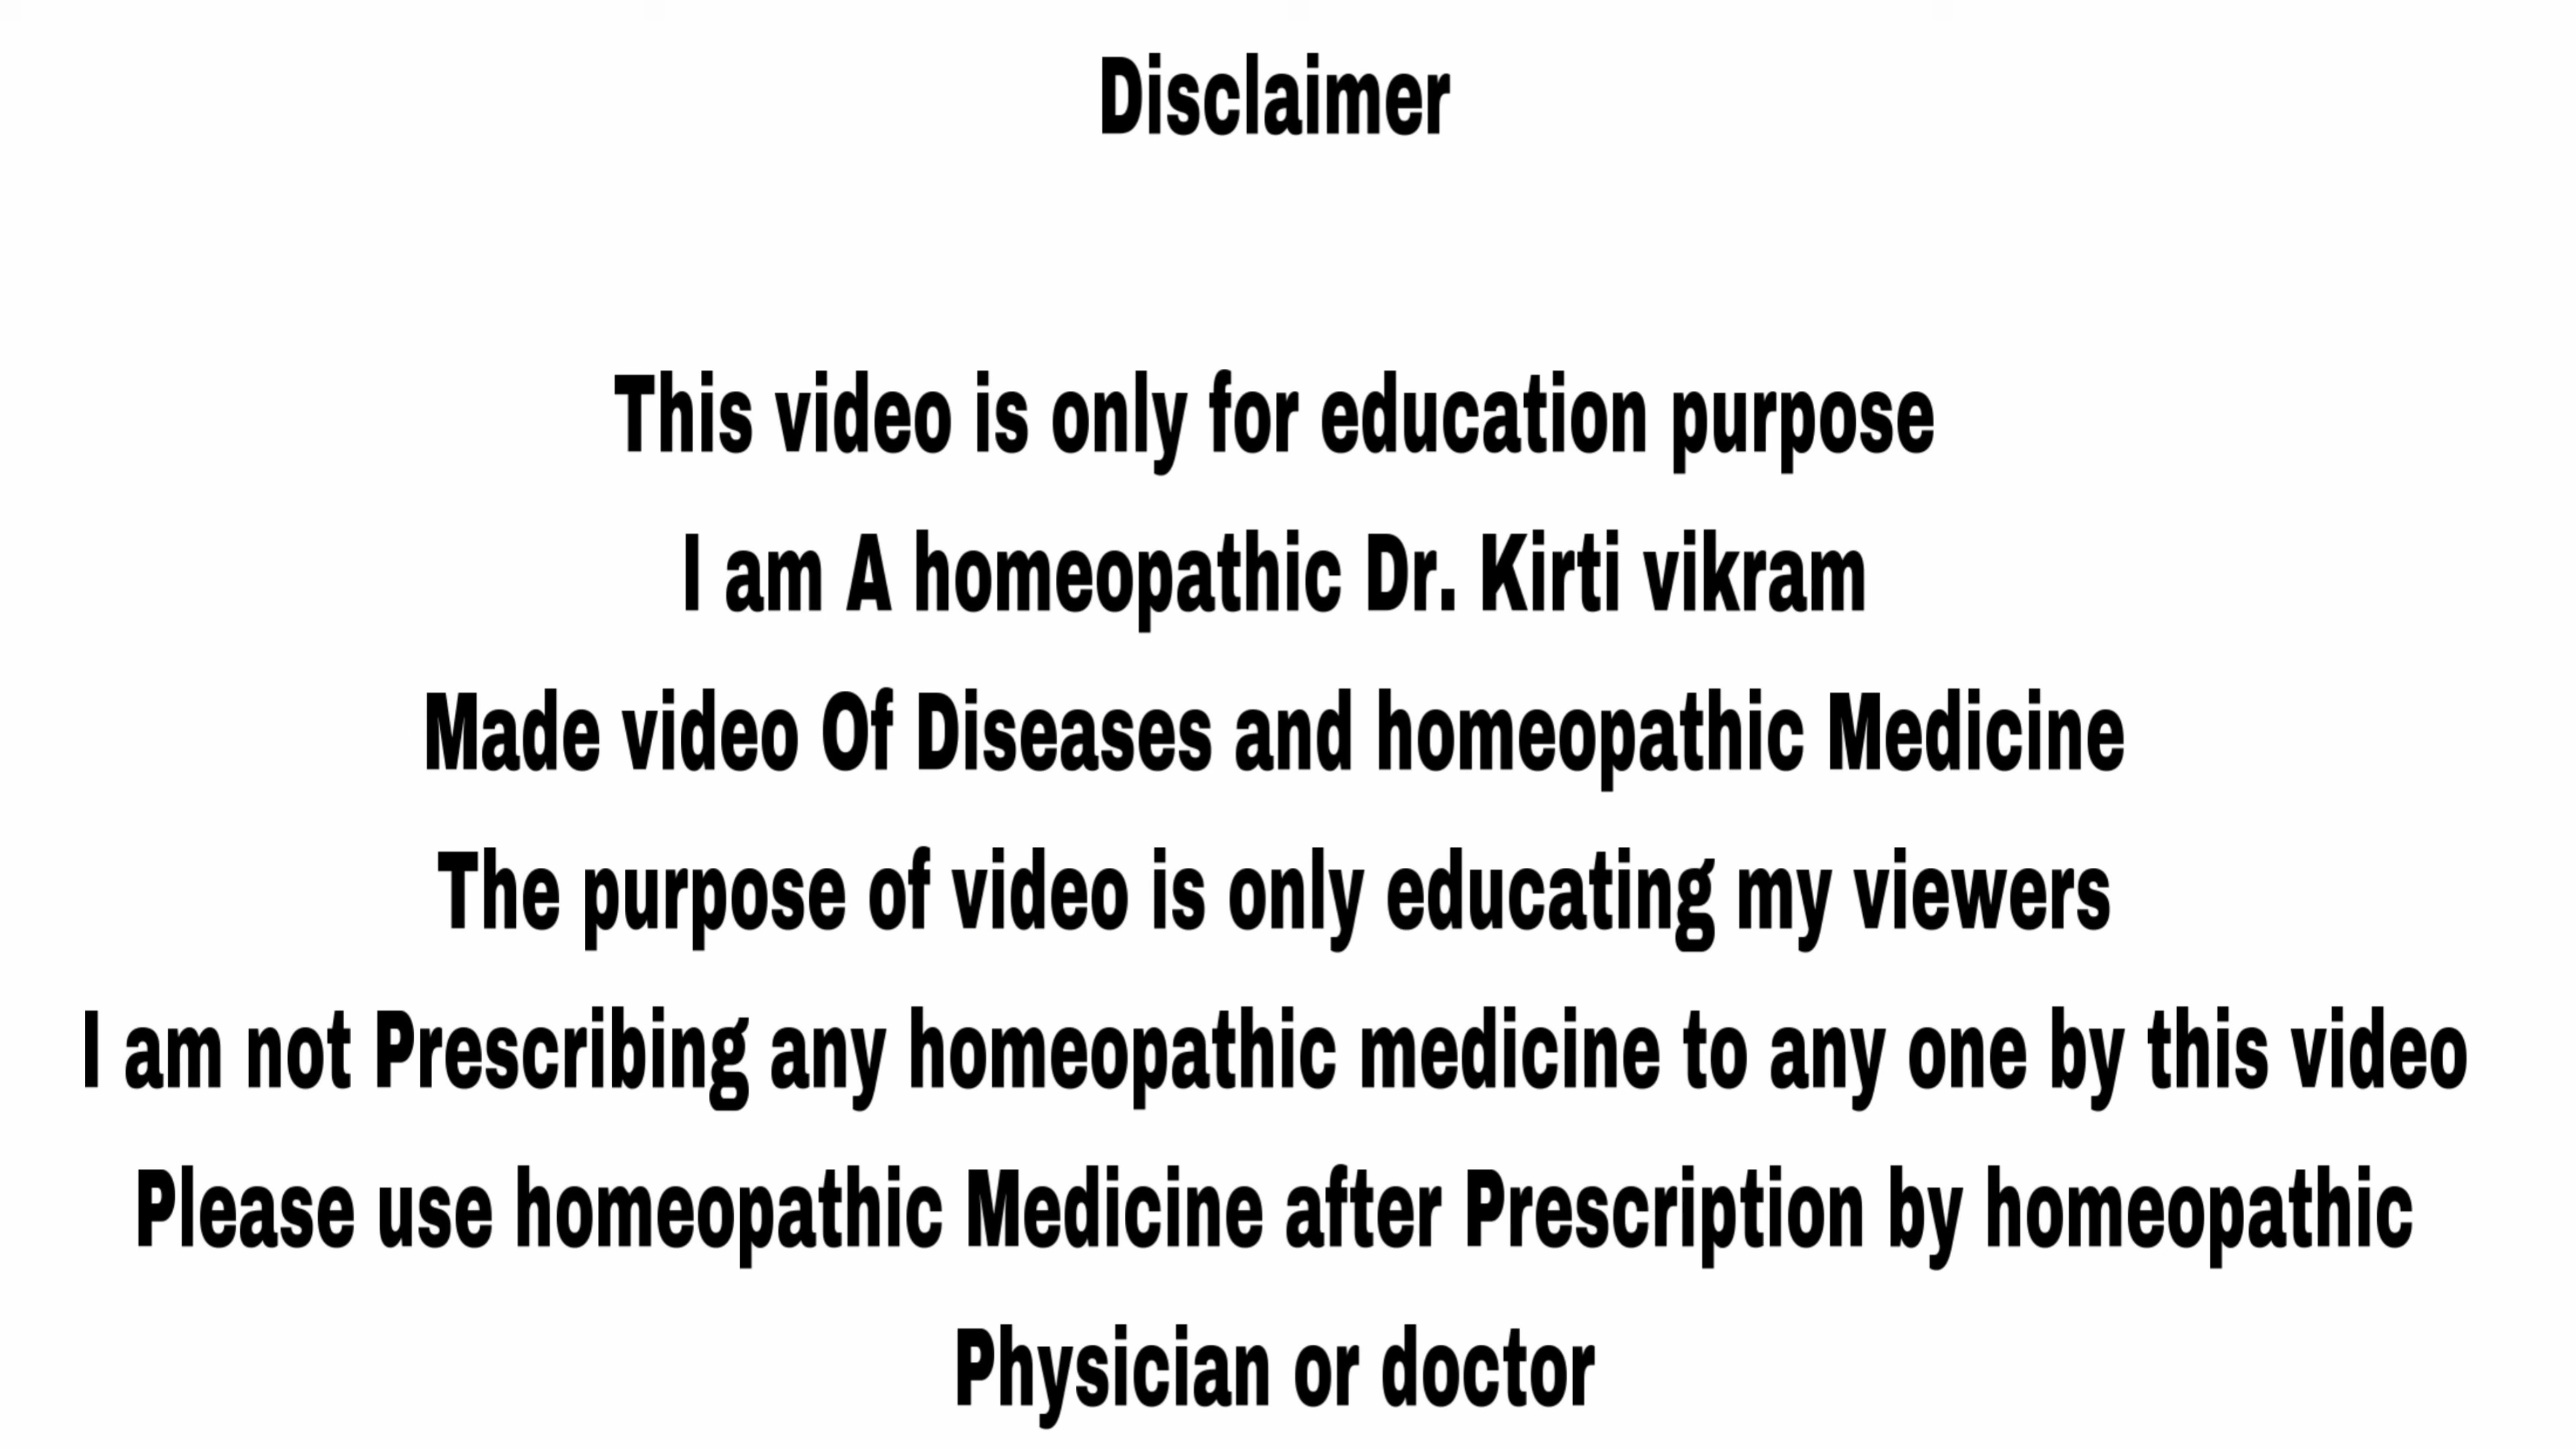 Disclaimer
This video is only for education purpose
I am A homeopathic Dr. Kirti vikram
Made video Of Diseases and homeopathic Medicine
The purpose of video is only educating my viewers
I am not Prescribing any homeopathic medicine to any one by this video
Please use homeopathic Medicine after Prescription by homeopathic
Physician or doctor